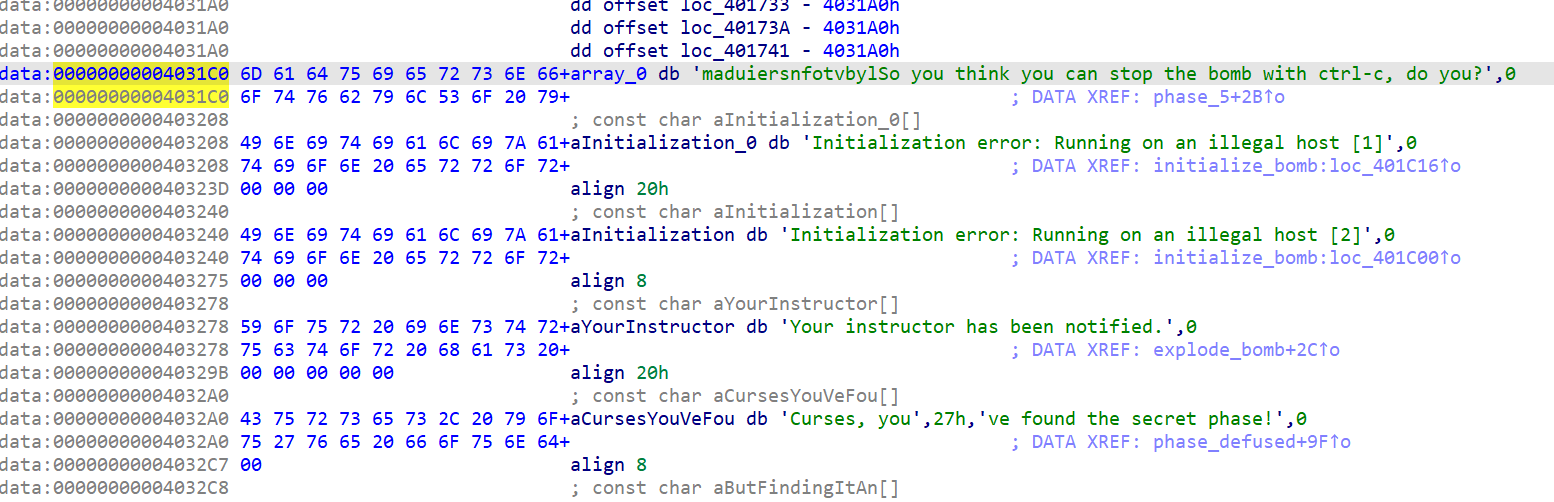 data:00000000004031A0 dd offset loc_401733 - 4031A0h
data:00000000004031A0 dd offset loc_40173A - 4031A0h
data:00000000004031A0 dd offset loc_401741 - 4031A0h
data:00000000004031C0 6D 61 64 75 69 65 72 73 6E 66+array_0 db 'maduiersnfotvbylSo you think you can stop the bomb with ctrl-c, do you?',0
data:00000000004031C0 6F 74 76 62 79 6C 53 6F 20 79+ ; DATA XREF: phase_5+2B↑o
data:0000000000403208 ; const char aInitialization_0[]
data:0000000000403208 49 6E 69 74 69 61 6C 69 7A 61+aInitialization_0 db 'Initialization error: Running on an illegal host [1]',0
data:0000000000403208 74 69 6F 6E 20 65 72 72 6F 72+ ; DATA XREF: initialize_bomb:loc_401C16↑o
data:000000000040323D 00 00 00 align 20h
data:0000000000403240 ; const char aInitialization[]
data:0000000000403240 49 6E 69 74 69 61 6C 69 7A 61+aInitialization db 'Initialization error: Running on an illegal host [2]',0
data:0000000000403240 74 69 6F 6E 20 65 72 72 6F 72+ ; DATA XREF: initialize_bomb:loc_401C00↑o
data:0000000000403275 00 00 00 align 8
data:0000000000403278 ; const char aYourInstructor[]
data:0000000000403278 59 6F 75 72 20 69 6E 73 74 72+aYourInstructor db 'Your instructor has been notified.',0
data:0000000000403278 75 63 74 6F 72 20 68 61 73 20+ ; DATA XREF: explode_bomb+2C↑o
data:000000000040329B 00 00 00 00 00 align 20h
data:00000000004032A0 ; const char aCursesYouVeFou[]
data:00000000004032A0 43 75 72 73 65 73 2C 20 79 6F+aCursesYouVeFou db 'Curses, you',27h,'ve found the secret phase!',0
data:00000000004032A0 75 27 76 65 20 66 6F 75 6E 64+ ; DATA XREF: phase_defused+9F↑o
data:00000000004032C7 00 align 8
data:00000000004032C8 ; const char aButFindingItAn[]